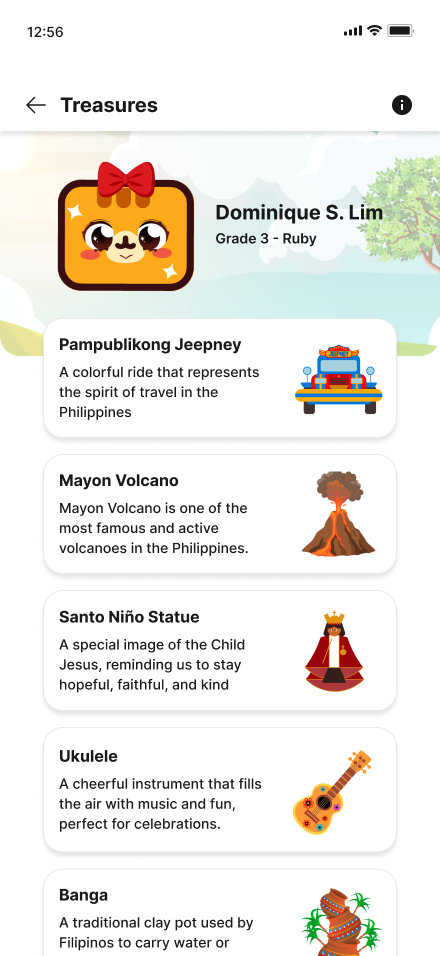 12:56
Treasures
Dominique S. Lim
Grade 3 - Ruby
Pampublikong Jeepney
A colorful ride that represents
the spirit of travel in the
Philippines
Mayon Volcano
Mayon Volcano is one of the
most famous and active
volcanoes in the Philippines.
Santo Niño Statue
A special image of the Child
Jesus, reminding us to stay
hopeful, faithful, and kind
Ukulele
A cheerful instrument that fills
the air with music and fun,
perfect for celebrations.
Banga
A traditional clay pot used by
Filipinos to carry water or